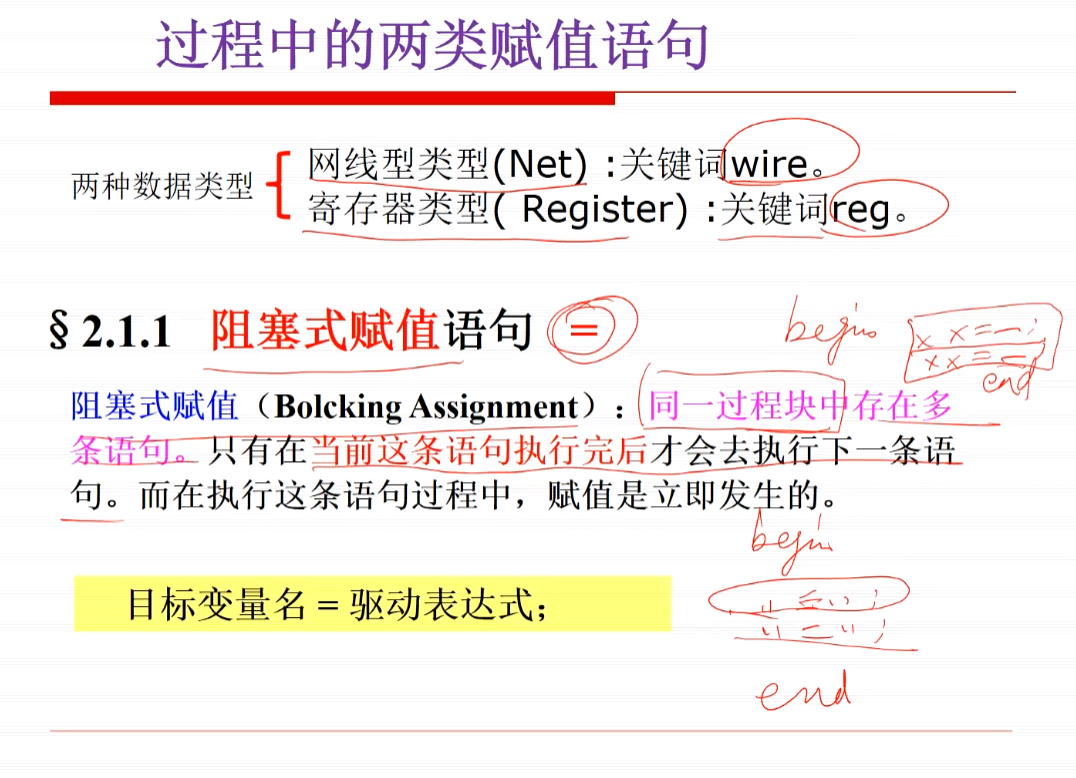 过程中的两类赋值语句
两种数据类型
网线型类型(Net) :关键词wire。
寄存器类型( Register) :关键词reg。
§2.1.1 阻塞式赋值语句 =
begin
x x = — ;
x x = — ;
end
阻塞式赋值（Bolcking Assignment）：同一过程块中存在多
条语句。只有在当前这条语句执行完后才会去执行下一条语
句。而在执行这条语句过程中，赋值是立即发生的。
begin
目标变量名 = 驱动表达式;
end